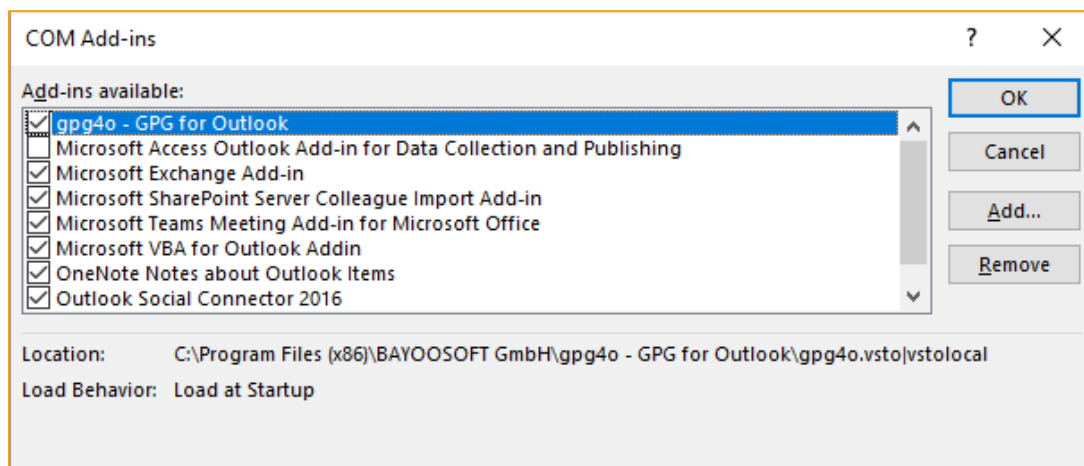 COM Add-ins
?
Add-ins available:
gpg4o - GPG for Outlook
Microsoft Access Outlook Add-in for Data Collection and Publishing
Microsoft Exchange Add-in
Microsoft SharePoint Server Colleague Import Add-in
Microsoft Teams Meeting Add-in for Microsoft Office
Microsoft VBA for Outlook Addin
OneNote Notes about Outlook Items
Outlook Social Connector 2016
OK
Cancel
Add...
Remove
Location: C:\Program Files (x86)\BAYOOSOFT GmbH\gpg4o - GPG for Outlook\gpg4o.vsto|vstolocal
Load Behavior: Load at Startup